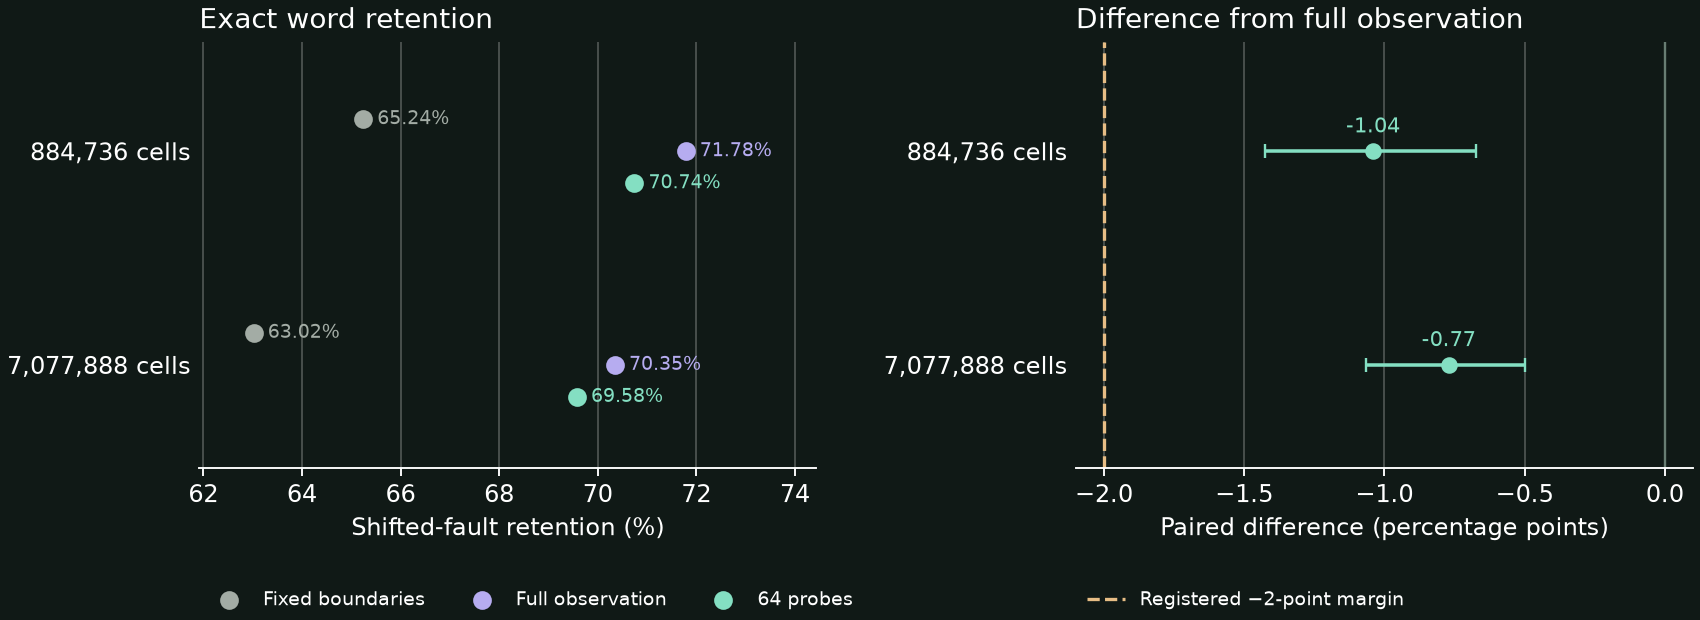 Exact word retention
65.24%
884,736 cells
71.78%
70.74%
63.02%
7,077,888 cells
70.35%
69.58%
62 64 66 68 70 72 74
Shifted-fault retention (%)
Difference from full observation
-1.04
884,736 cells
-0.77
7,077,888 cells
−2.0 −1.5 −1.0 −0.5 0.0
Paired difference (percentage points)
Fixed boundaries Full observation 64 probes
Registered −2-point margin